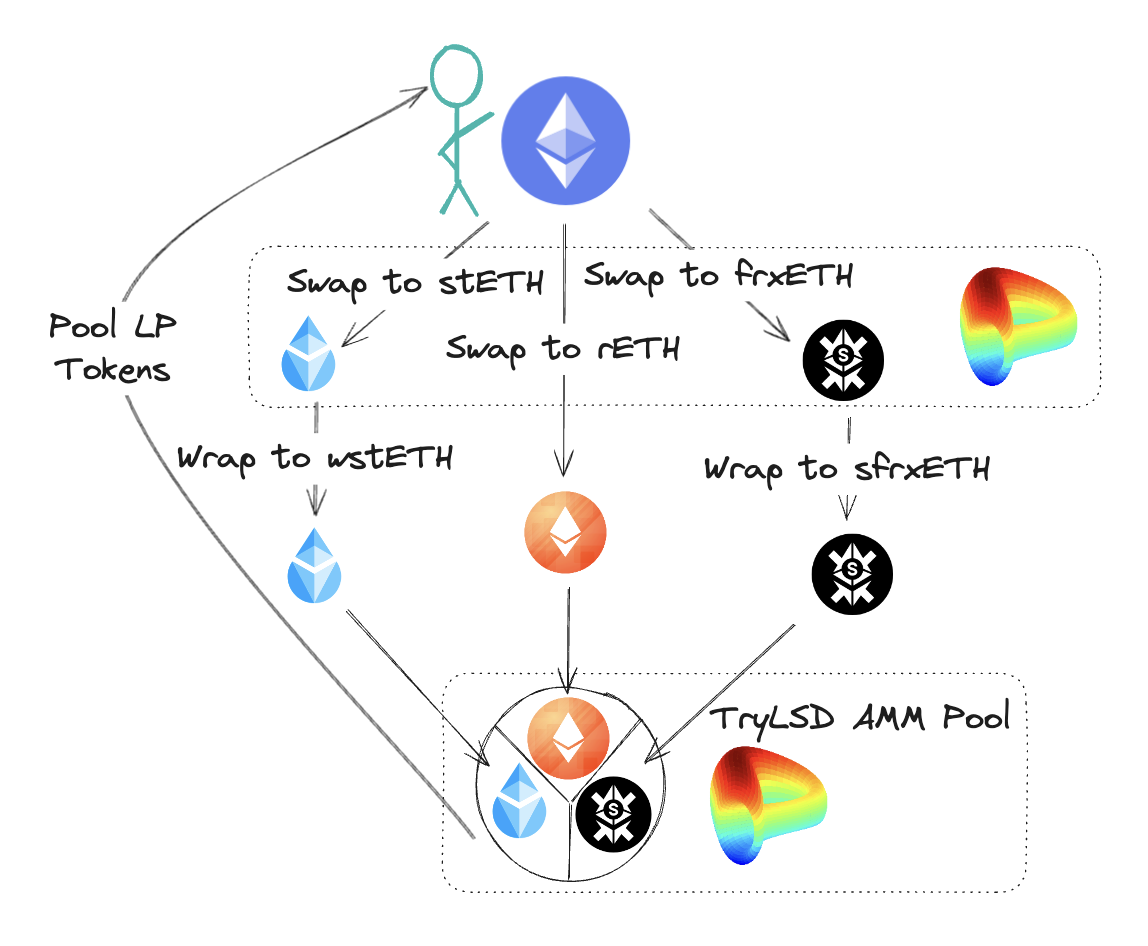 Swap to stETH
Swap to frxETH
Pool LP
Tokens
Swap to rETH
Wrap to wstETH
Wrap to sfrxETH
TryLSD AMM Pool
S
S
S